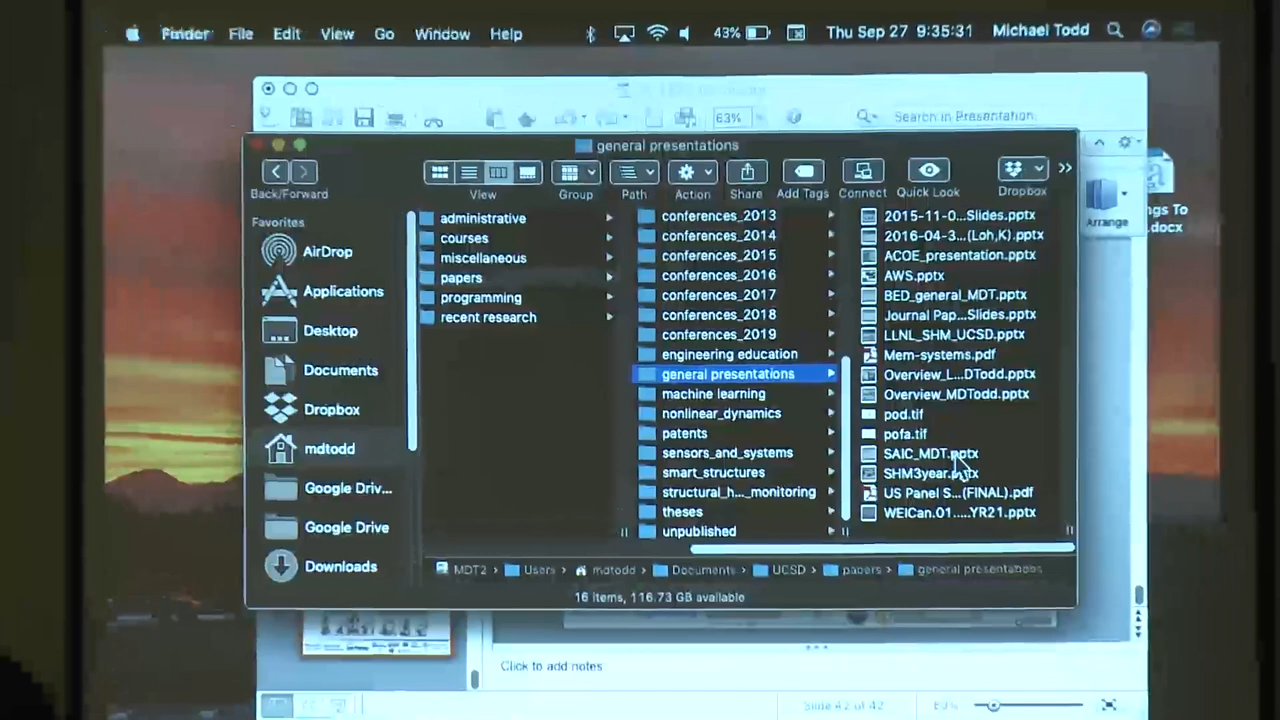 Finder File Edit View Go Window Help 43% Thu Sep 27 9:35:31 Michael Todd
63% Search in Presentation
general presentations
Back/Forward View Group Path Action Share Add Tags Connect Quick Look Dropbox
Arrange
ngs To
.docx
Favorites
AirDrop
Applications
Desktop
Documents
Dropbox
mdtodd
Google Driv...
Google Drive
Downloads
administrative
courses
miscellaneous
papers
programming
recent research
conferences_2013
conferences_2014
conferences_2015
conferences_2016
conferences_2017
conferences_2018
conferences_2019
engineering education
general presentations
machine learning
nonlinear_dynamics
patents
sensors_and_systems
smart_structures
structural_h..._monitoring
theses
unpublished
2015-11-0...Slides.pptx
2016-04-3...(Loh,K).pptx
ACOE_presentation.pptx
AWS.pptx
BED_general_MDT.pptx
Journal Pap...Slides.pptx
LLNL_SHM_UCSD.pptx
Mem-systems.pdf
Overview_L...DTodd.pptx
Overview_MDTodd.pptx
pod.tif
pofa.tif
SAIC_MDT.pptx
SHM3year.pptx
US Panel S...(FINAL).pdf
WEICan.01.....YR21.pptx
MDT2 › Users › mdtodd › Documents › UCSD › papers › general presentations
16 items, 116.73 GB available
Click to add notes
Slide 42 of 42